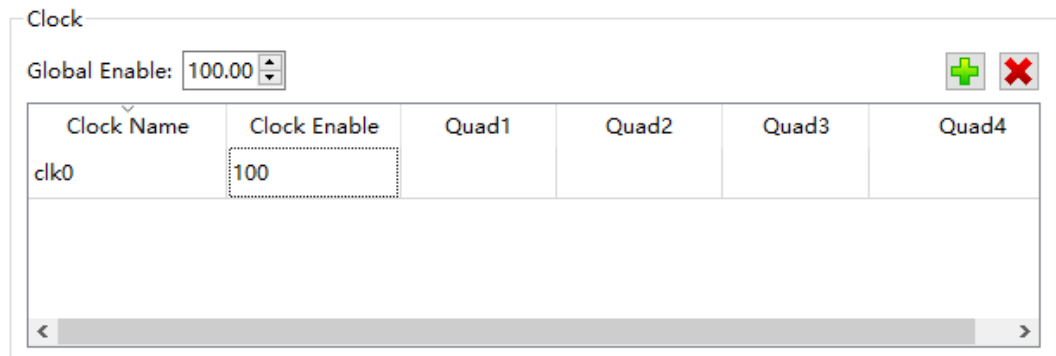 Clock
Global Enable: 100.00
Clock Name Clock Enable Quad1 Quad2 Quad3 Quad4
clk0 100